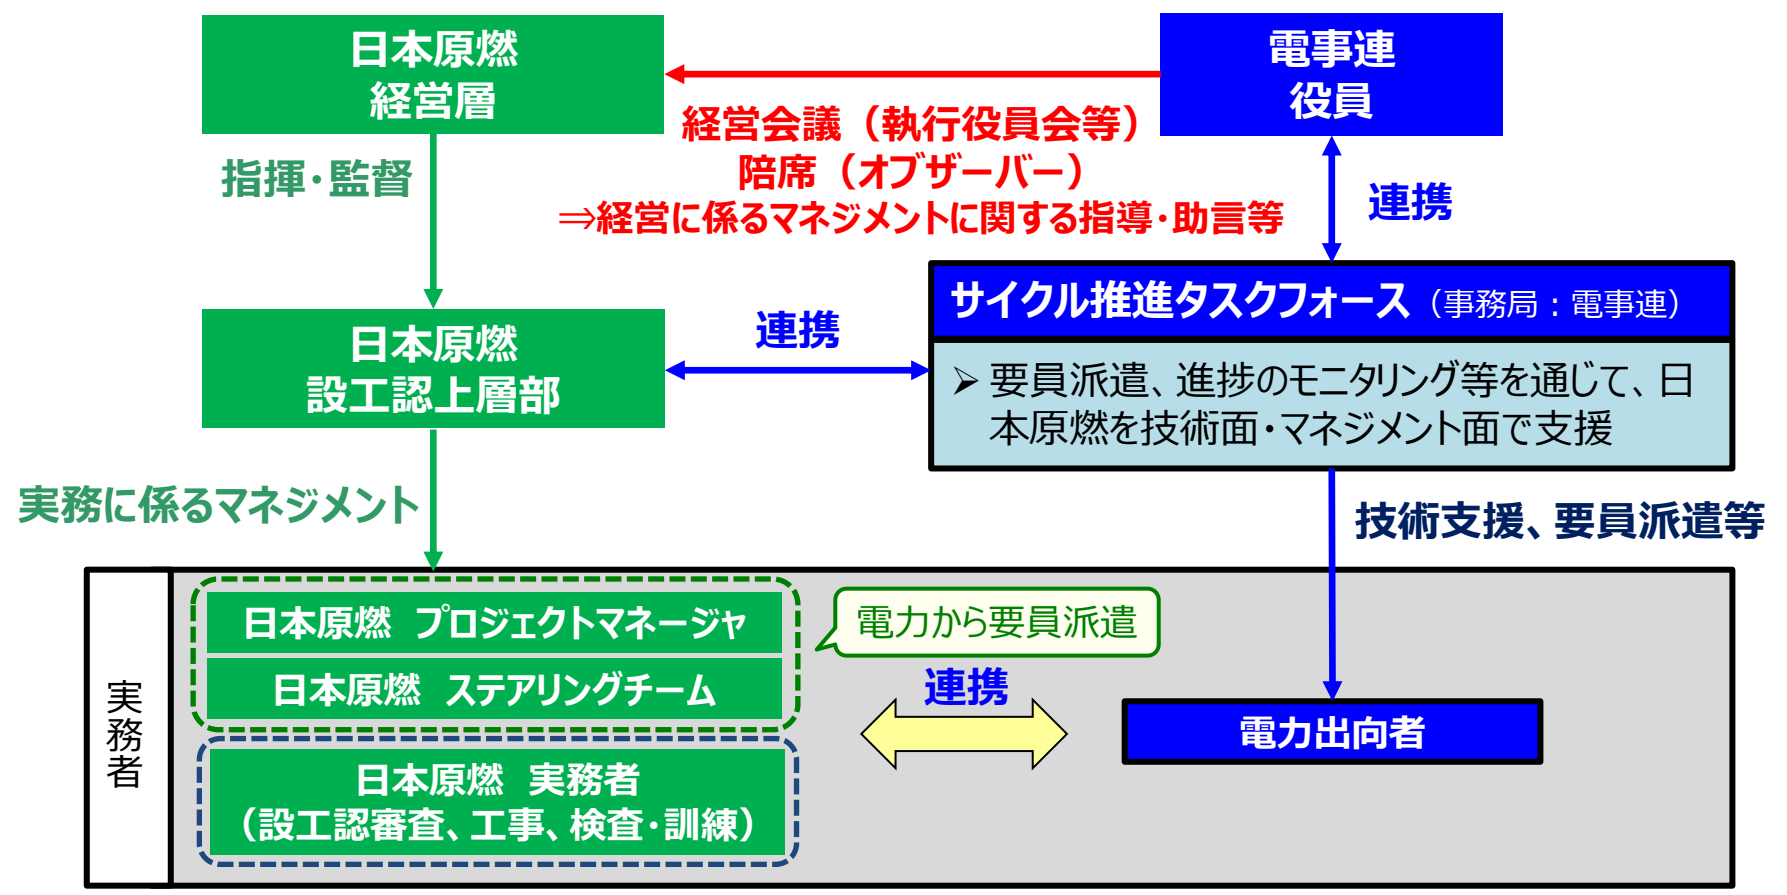 日本原燃
経営層
電事連
役員
経営会議（執行役員会等）
陪席（オブザーバー）
⇒経営に係るマネジメントに関する指導・助言等
指揮・監督
連携
日本原燃
設工認上層部
連携
サイクル推進タスクフォース（事務局：電事連）
➢ 要員派遣、進捗のモニタリング等を通じて、日
本原燃を技術面・マネジメント面で支援
実務に係るマネジメント
技術支援、要員派遣等
実務者
日本原燃　プロジェクトマネージャ
日本原燃　ステアリングチーム
電力から要員派遣
連携
電力出向者
日本原燃　実務者
（設工認審査、工事、検査・訓練）